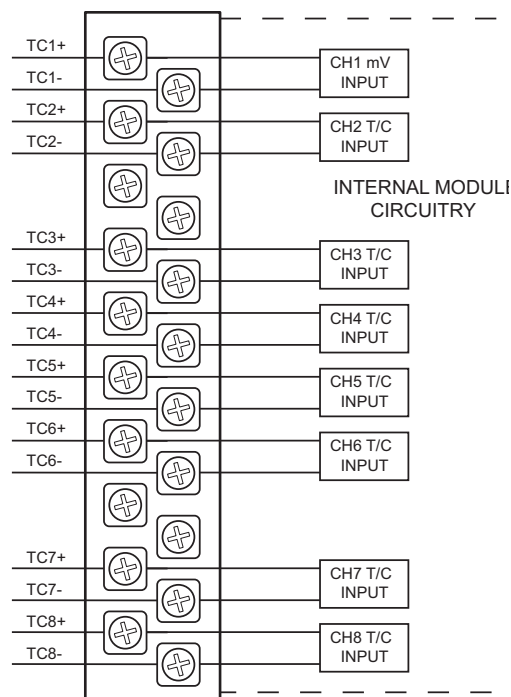 TC1+
CH1 mV
INPUT
TC1-
TC2+
CH2 T/C
INPUT
TC2-
INTERNAL MODULE
CIRCUITRY
TC3+
CH3 T/C
INPUT
TC3-
TC4+
CH4 T/C
INPUT
TC4-
TC5+
CH5 T/C
INPUT
TC5-
TC6+
CH6 T/C
INPUT
TC6-
TC7+
CH7 T/C
INPUT
TC7-
TC8+
CH8 T/C
INPUT
TC8-